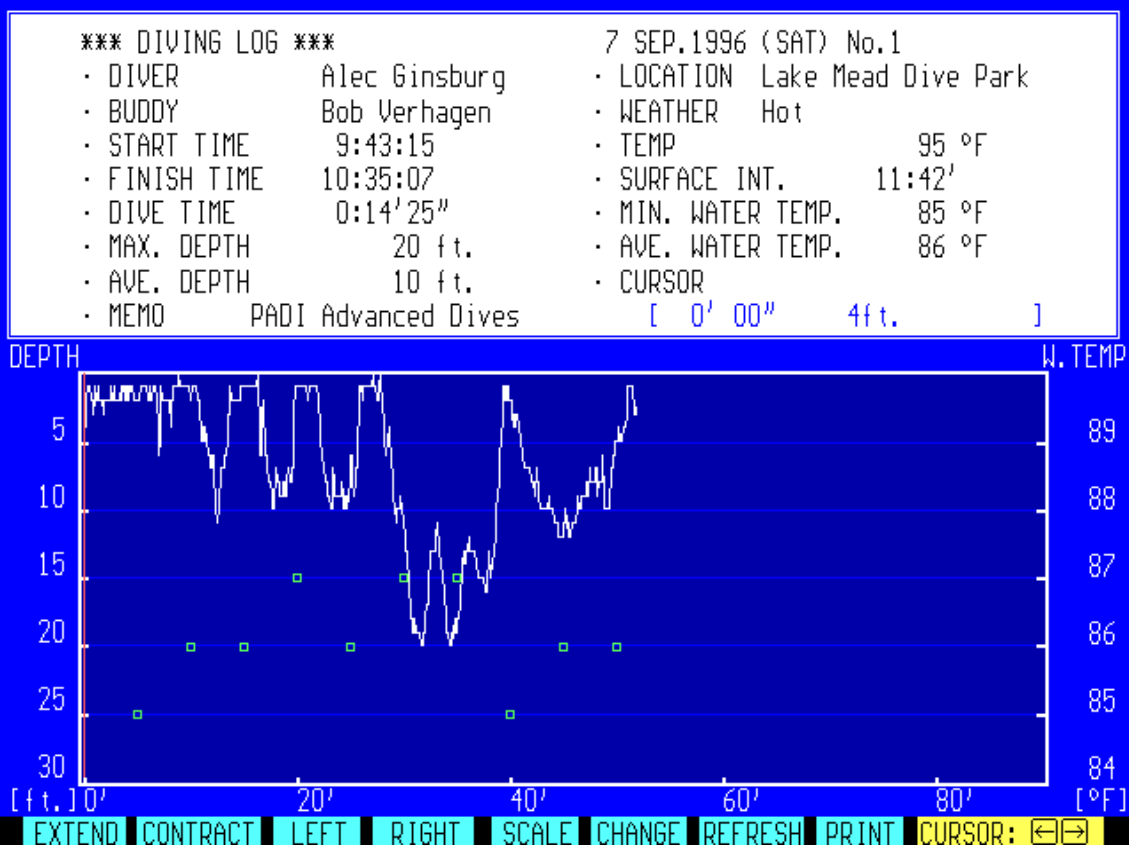 *** DIVING LOG *** 7 SEP.1996 (SAT) No.1
· DIVER Alec Ginsburg · LOCATION Lake Mead Dive Park
· BUDDY Bob Verhagen · WEATHER Hot
· START TIME 9:43:15 · TEMP 95 °F
· FINISH TIME 10:35:07 · SURFACE INT. 11:42'
· DIVE TIME 0:14'25" · MIN. WATER TEMP. 85 °F
· MAX. DEPTH 20 ft. · AVE. WATER TEMP. 86 °F
· AVE. DEPTH 10 ft. · CURSOR
· MEMO PADI Advanced Dives [ 0' 00" 4ft. ]
DEPTH W.TEMP
5 89
10 88
15 87
20 86
25 85
30 84
[ft.] 0' 20' 40' 60' 80' [°F]
EXTEND CONTRACT LEFT RIGHT SCALE CHANGE REFRESH PRINT CURSOR: ←→